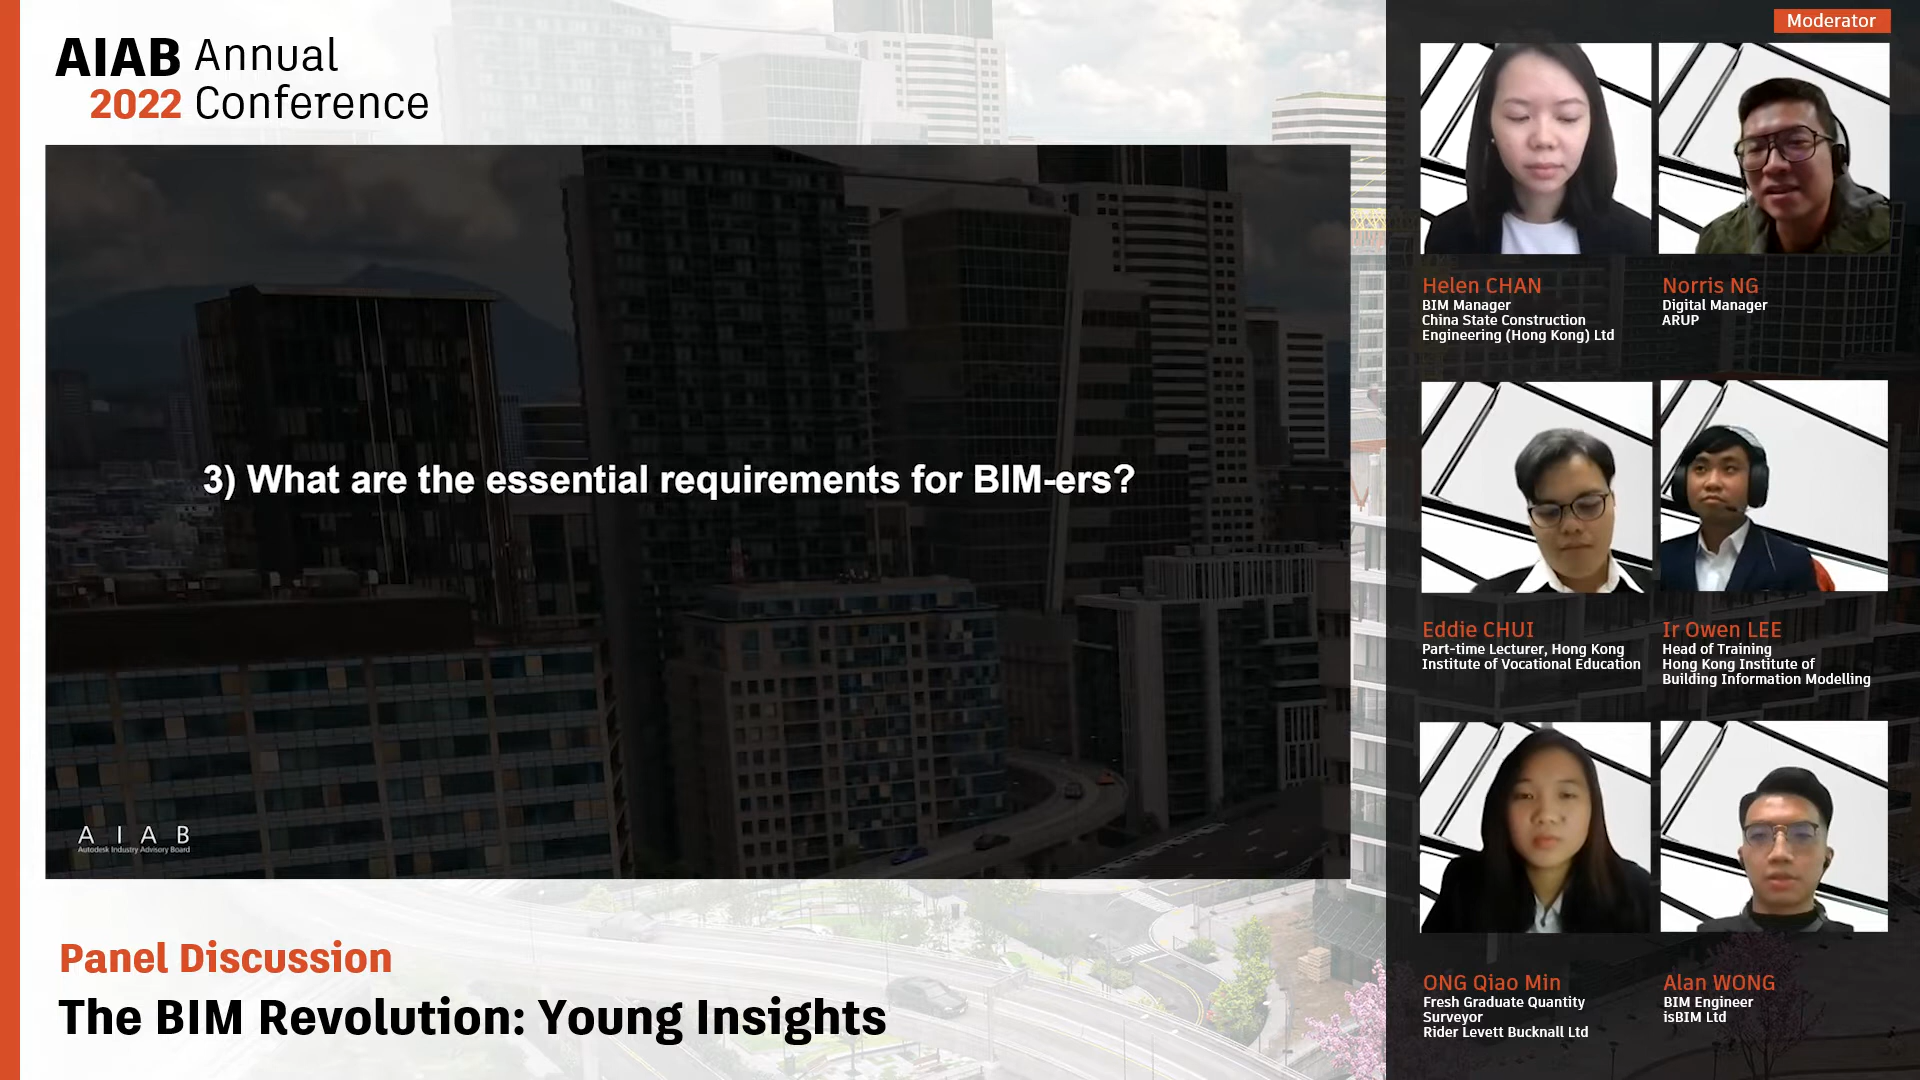 AIAB Annual
2022 Conference
3) What are the essential requirements for BIM-ers?
A I A B
Autodesk Industry Advisory Board
Panel Discussion
The BIM Revolution: Young Insights
Moderator
Helen CHAN
BIM Manager
China State Construction
Engineering (Hong Kong) Ltd
Norris NG
Digital Manager
ARUP
Eddie CHUI
Part-time Lecturer, Hong Kong
Institute of Vocational Education
Ir Owen LEE
Head of Training
Hong Kong Institute of
Building Information Modelling
ONG Qiao Min
Fresh Graduate Quantity
Surveyor
Rider Levett Bucknall Ltd
Alan WONG
BIM Engineer
isBIM Ltd